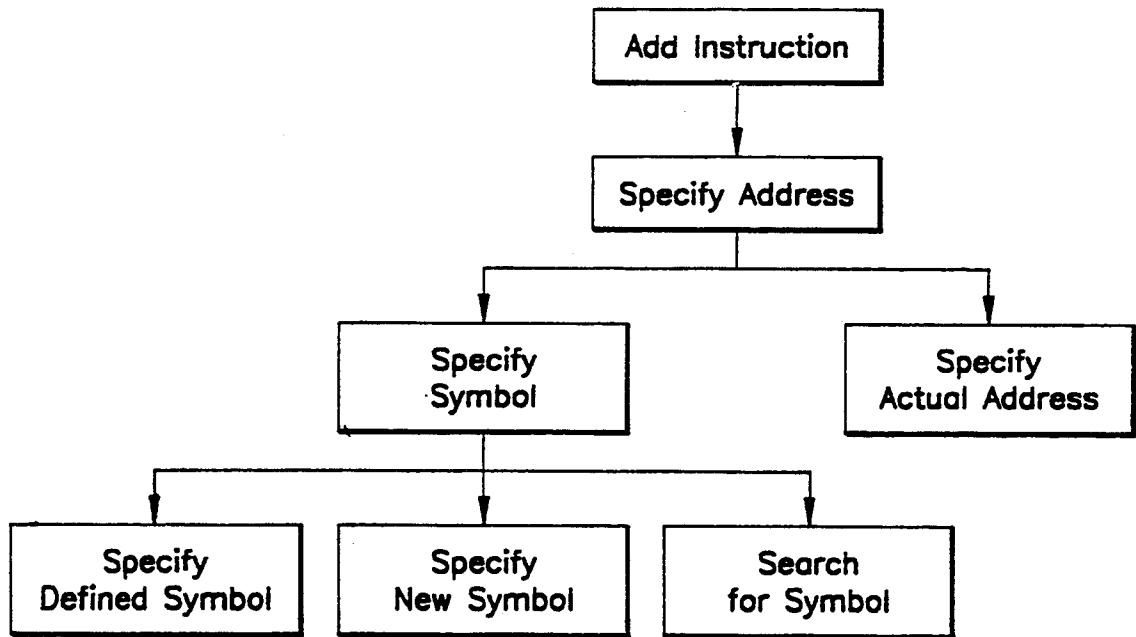 Add Instruction
Specify Address
Specify
Symbol
Specify
Actual Address
Specify
Defined Symbol
Specify
New Symbol
Search
for Symbol